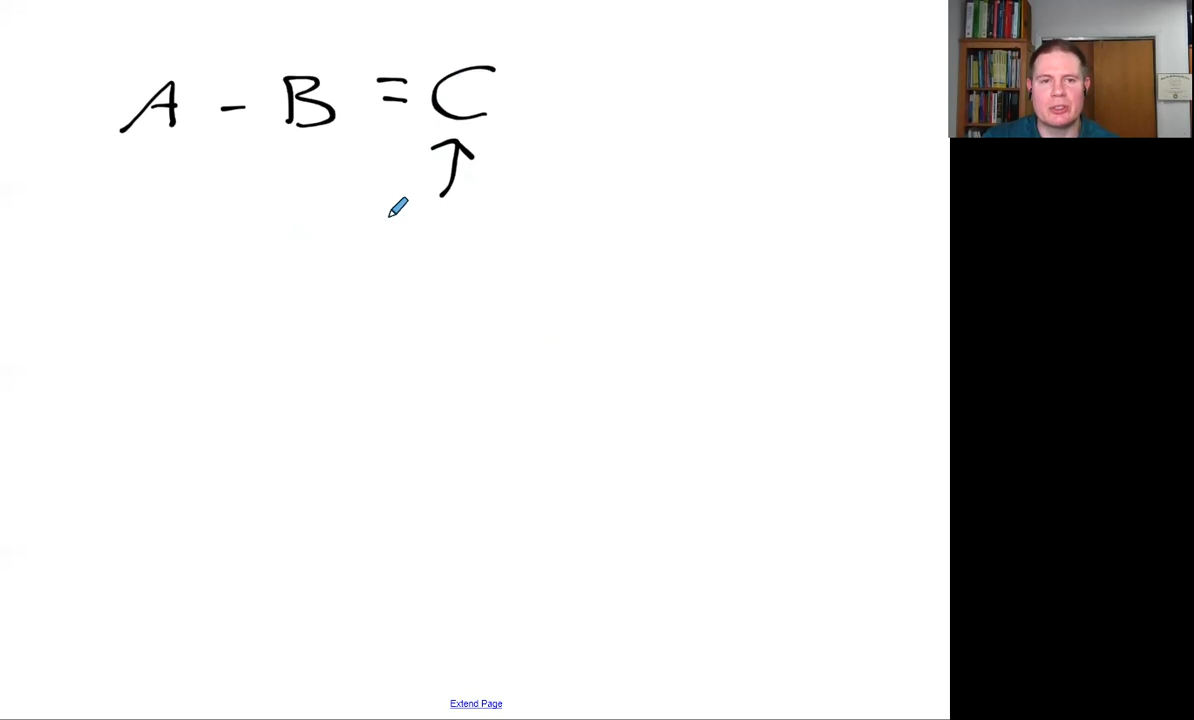 A - B = C
↑
Extend Page